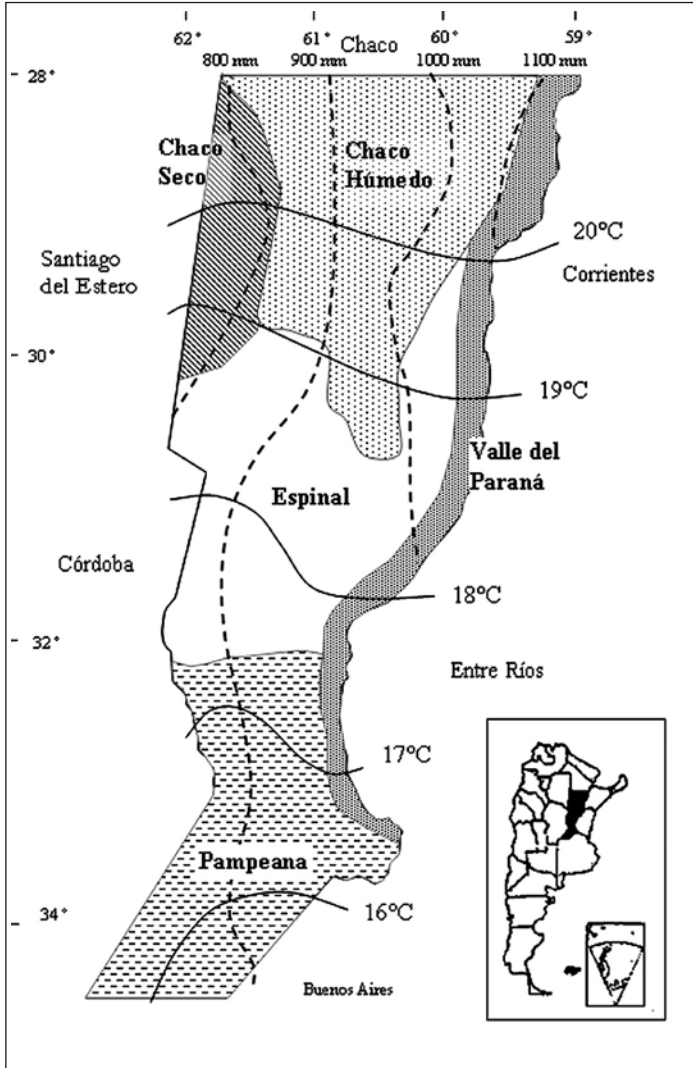 62° 61° 60° 59°
Chaco
800 mm 900 mm 1000 mm 1100 mm
28°
Chaco
Seco
Chaco
Húmedo
20°C
Santiago
del Estero
Corrientes
30°
19°C
Valle del
Paraná
Espinal
Córdoba
18°C
32°
Entre Ríos
17°C
Pampeana
16°C
34°
Buenos Aires